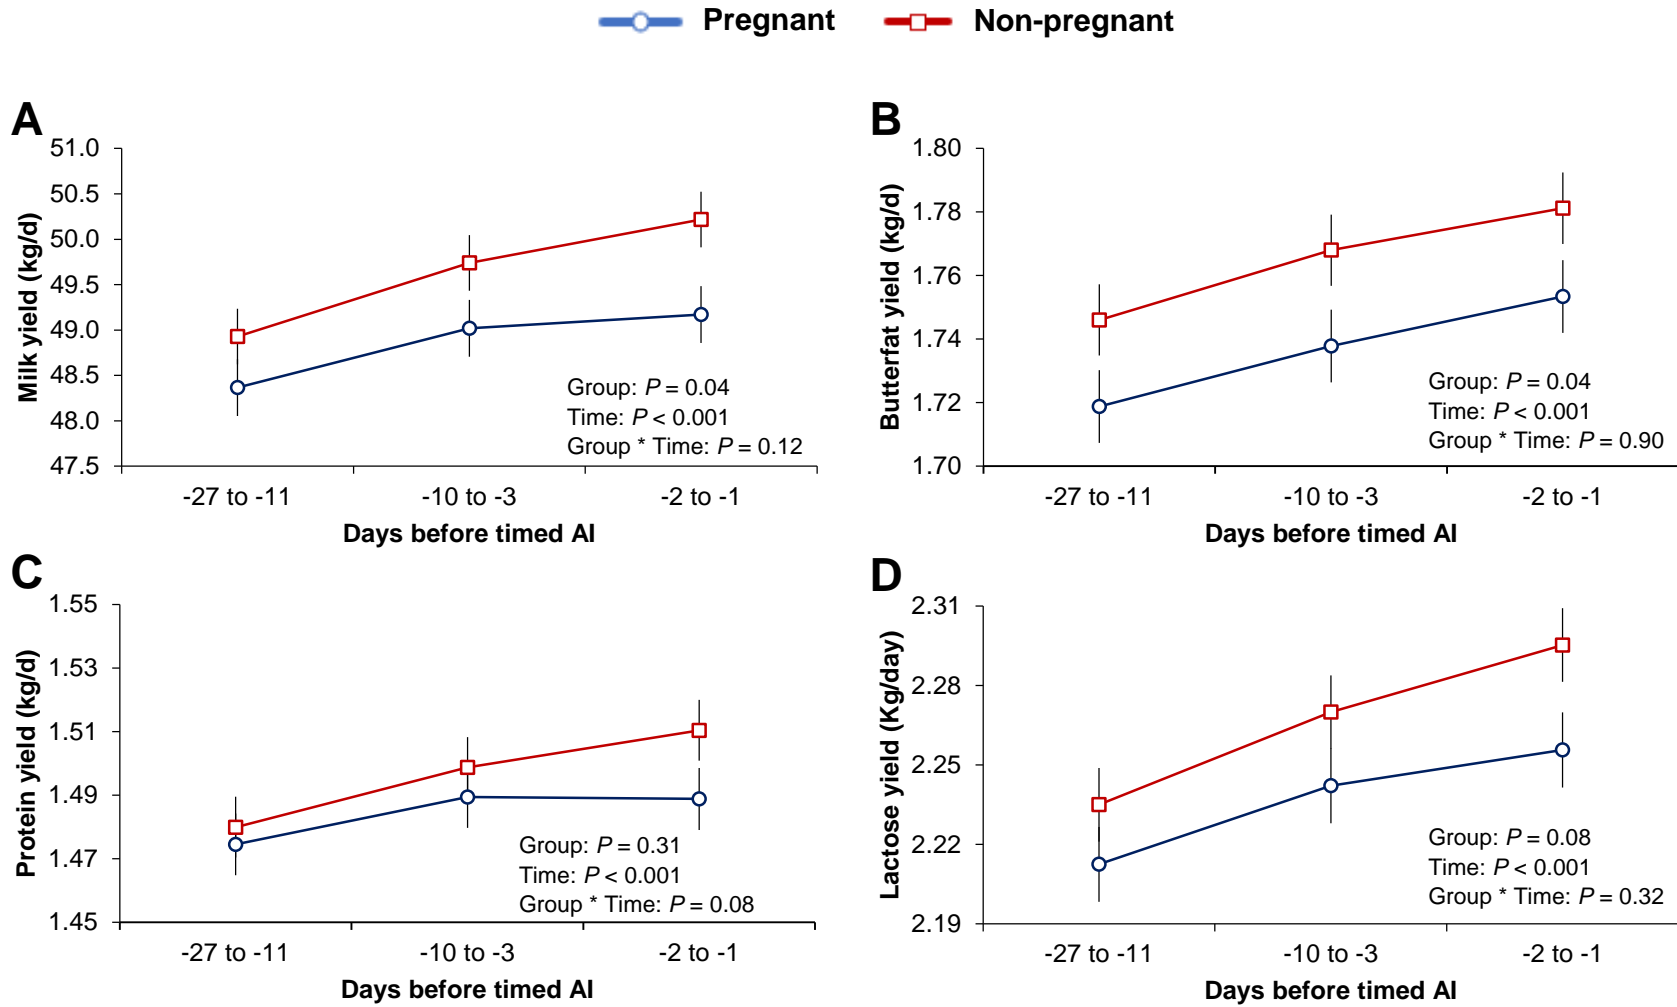 Pregnant
Non-pregnant
A
51.0
50.5
50.0
49.5
49.0
48.5
48.0
47.5
Milk yield (kg/d)
Group: P = 0.04
Time: P < 0.001
Group * Time: P = 0.12
-27 to -11
-10 to -3
-2 to -1
Days before timed AI
B
1.80
1.78
1.76
1.74
1.72
1.70
Butterfat yield (kg/d)
Group: P = 0.04
Time: P < 0.001
Group * Time: P = 0.90
-27 to -11
-10 to -3
-2 to -1
Days before timed AI
C
1.55
1.53
1.51
1.49
1.47
1.45
Protein yield (kg/d)
Group: P = 0.31
Time: P < 0.001
Group * Time: P = 0.08
-27 to -11
-10 to -3
-2 to -1
Days before timed AI
D
2.31
2.28
2.25
2.22
2.19
Lactose yield (Kg/day)
Group: P = 0.08
Time: P < 0.001
Group * Time: P = 0.32
-27 to -11
-10 to -3
-2 to -1
Days before timed AI